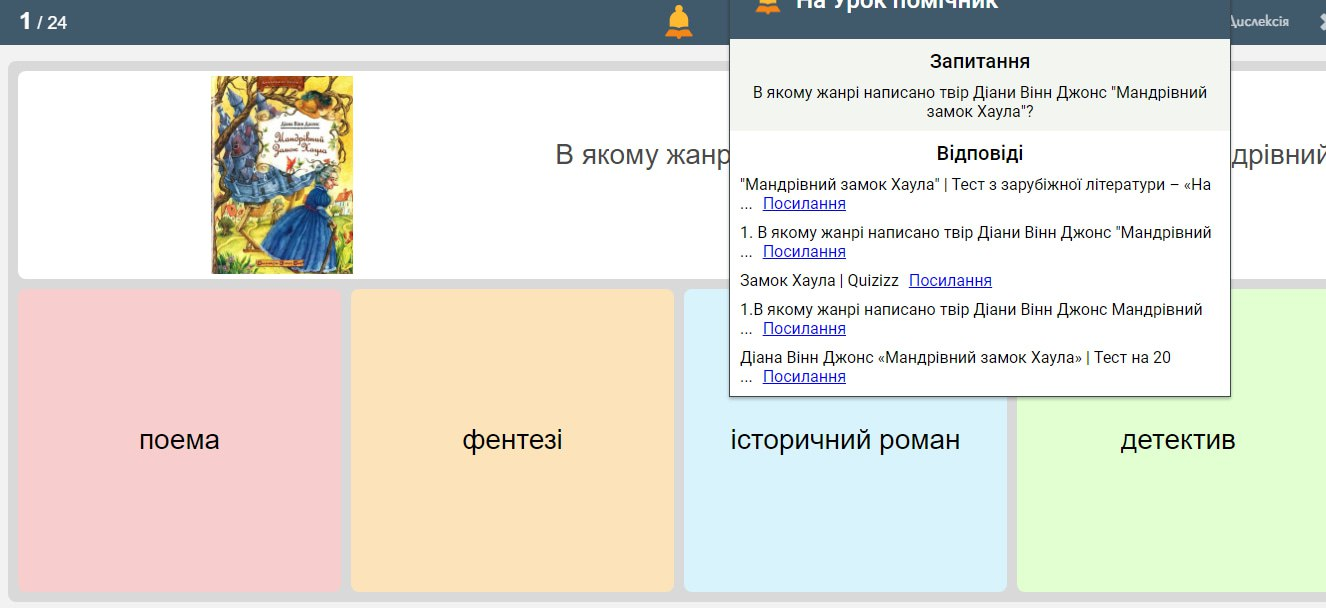 1 / 24
На Урок помічник
Дислексія
Запитання
В якому жанрі написано твір Діани Вінн Джонс "Мандрівний
замок Хаула"?
В якому жанр
дрівний
Діана Вінн Джонс
Мандрівний
Замок Хаула
Відповіді
"Мандрівний замок Хаула" | Тест з зарубіжної літератури – «На
... Посилання
1. В якому жанрі написано твір Діани Вінн Джонс "Мандрівний
... Посилання
Замок Хаула | Quizizz Посилання
1.В якому жанрі написано твір Діани Вінн Джонс Мандрівний
... Посилання
Діана Вінн Джонс «Мандрівний замок Хаула» | Тест на 20
... Посилання
поема
фентезі
історичний роман
детектив